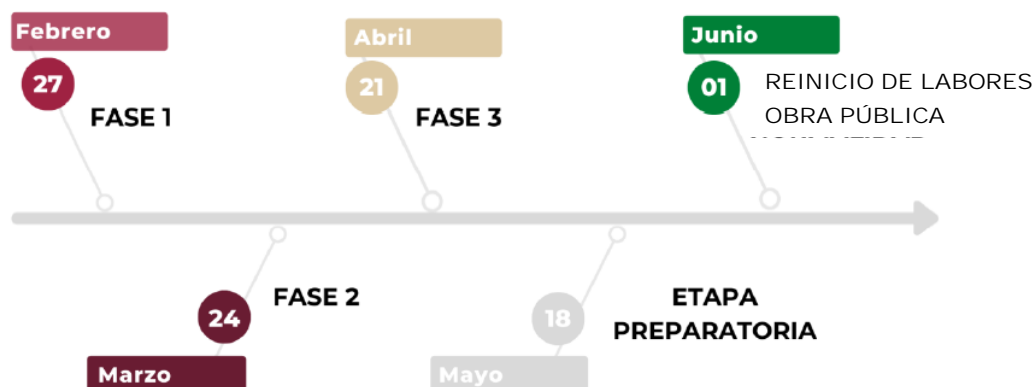 Febrero
27
FASE 1
Abril
21
FASE 3
Junio
01
REINICIO DE LABORES
OBRA PÚBLICA
24
FASE 2
Marzo
18
ETAPA
PREPARATORIA
Mayo